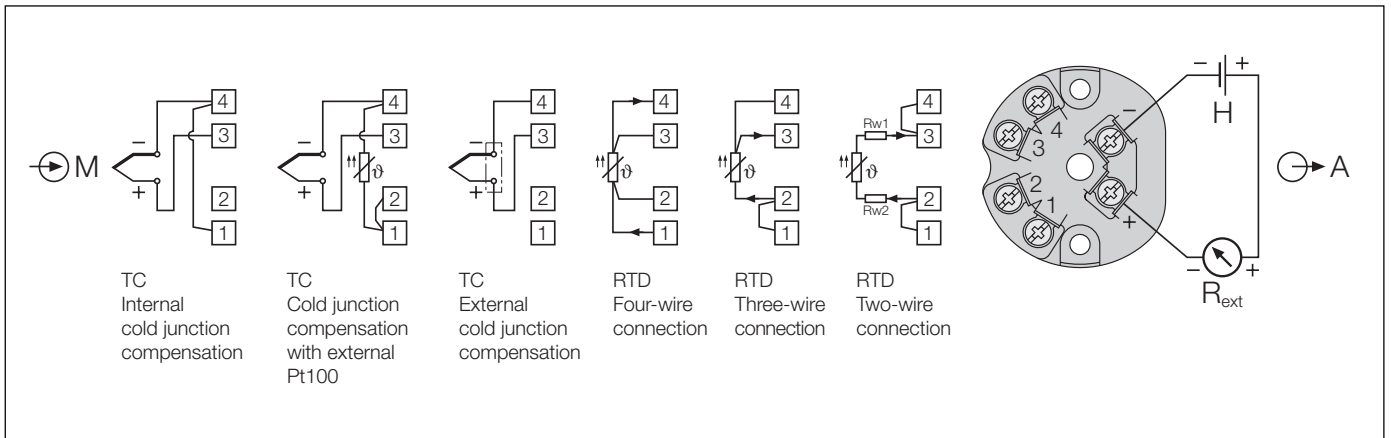 M
− + 4 3 2 1
TC
Internal
cold junction
compensation
− + ϑ 4 3 2 1
TC
Cold junction
compensation
with external
Pt100
− + 4 3 2 1
TC
External
cold junction
compensation
ϑ 4 3 2 1
RTD
Four-wire
connection
ϑ 4 3 2 1
RTD
Three-wire
connection
Rw1 ϑ Rw2 4 3 2 1
RTD
Two-wire
connection
4
3
2
1
−
+
− +
H
A
− +
Rext